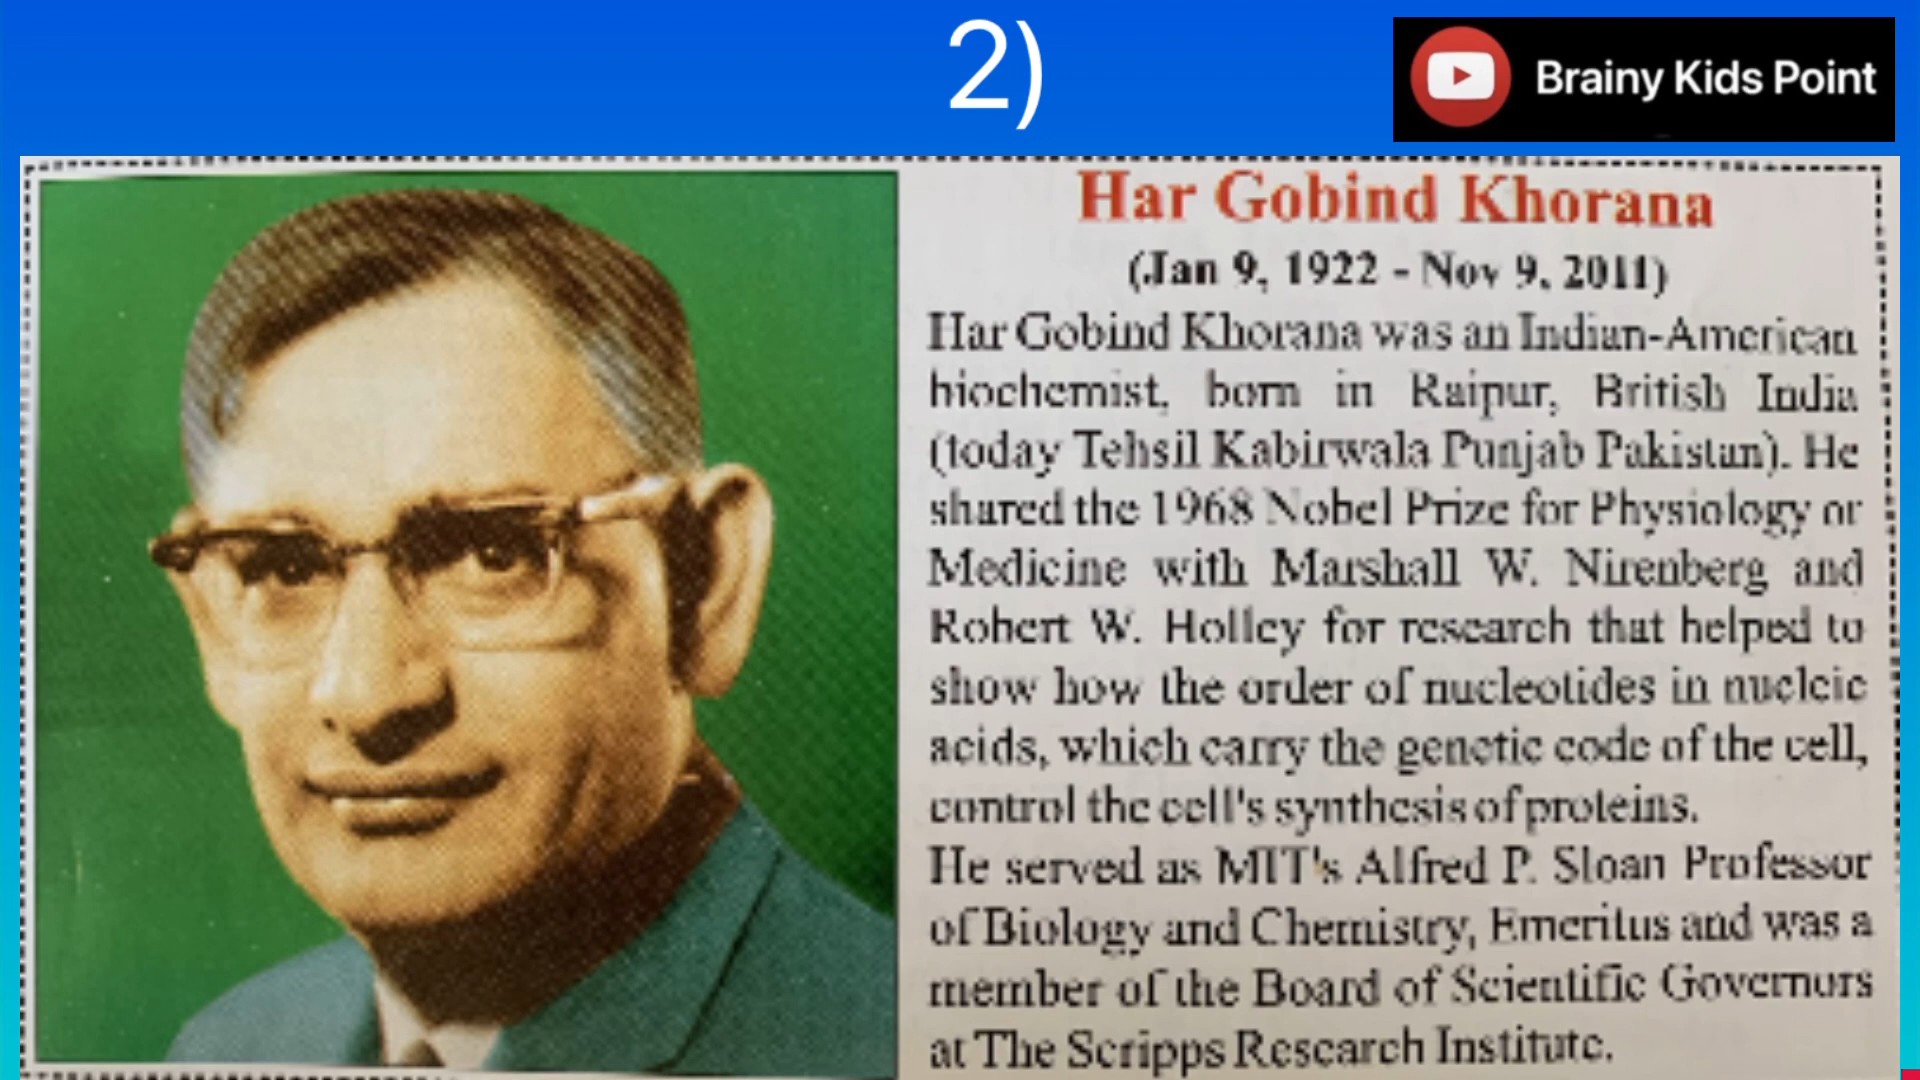 2)
Brainy Kids Point
Har Gobind Khorana
(Jan 9, 1922 - Nov 9, 2011)
Har Gobind Khorana was an Indian-American
biochemist, born in Raipur, British India
(today Tehsil Kabirwala Punjab Pakistan). He
shared the 1968 Nobel Prize for Physiology or
Medicine with Marshall W. Nirenberg and
Robert W. Holley for research that helped to
show how the order of nucleotides in nucleic
acids, which carry the genetic code of the cell,
control the cell's synthesis of proteins.
He served as MIT's Alfred P. Sloan Professor
of Biology and Chemistry, Emeritus and was a
member of the Board of Scientific Governors
at The Scripps Research Institute.